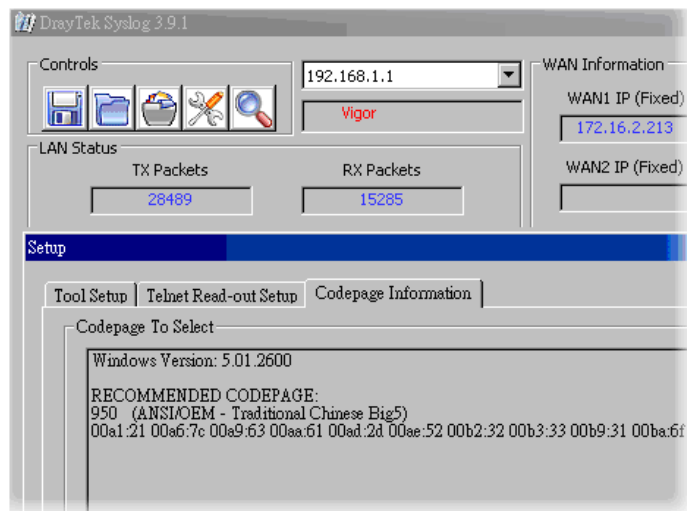 DrayTek Syslog 3.9.1
Controls
192.168.1.1
Vigor
WAN Information
WAN1 IP (Fixed)
172.16.2.213
WAN2 IP (Fixed)
LAN Status
TX Packets RX Packets
28489 15285
Setup
Tool Setup Telnet Read-out Setup Codepage Information
Codepage To Select
Windows Version: 5.01.2600
RECOMMENDED CODEPAGE:
950 (ANSI/OEM - Traditional Chinese Big5)
00a1:21 00a6:7c 00a9:63 00aa:61 00ad:2d 00ae:52 00b2:32 00b3:33 00b9:31 00ba:6f